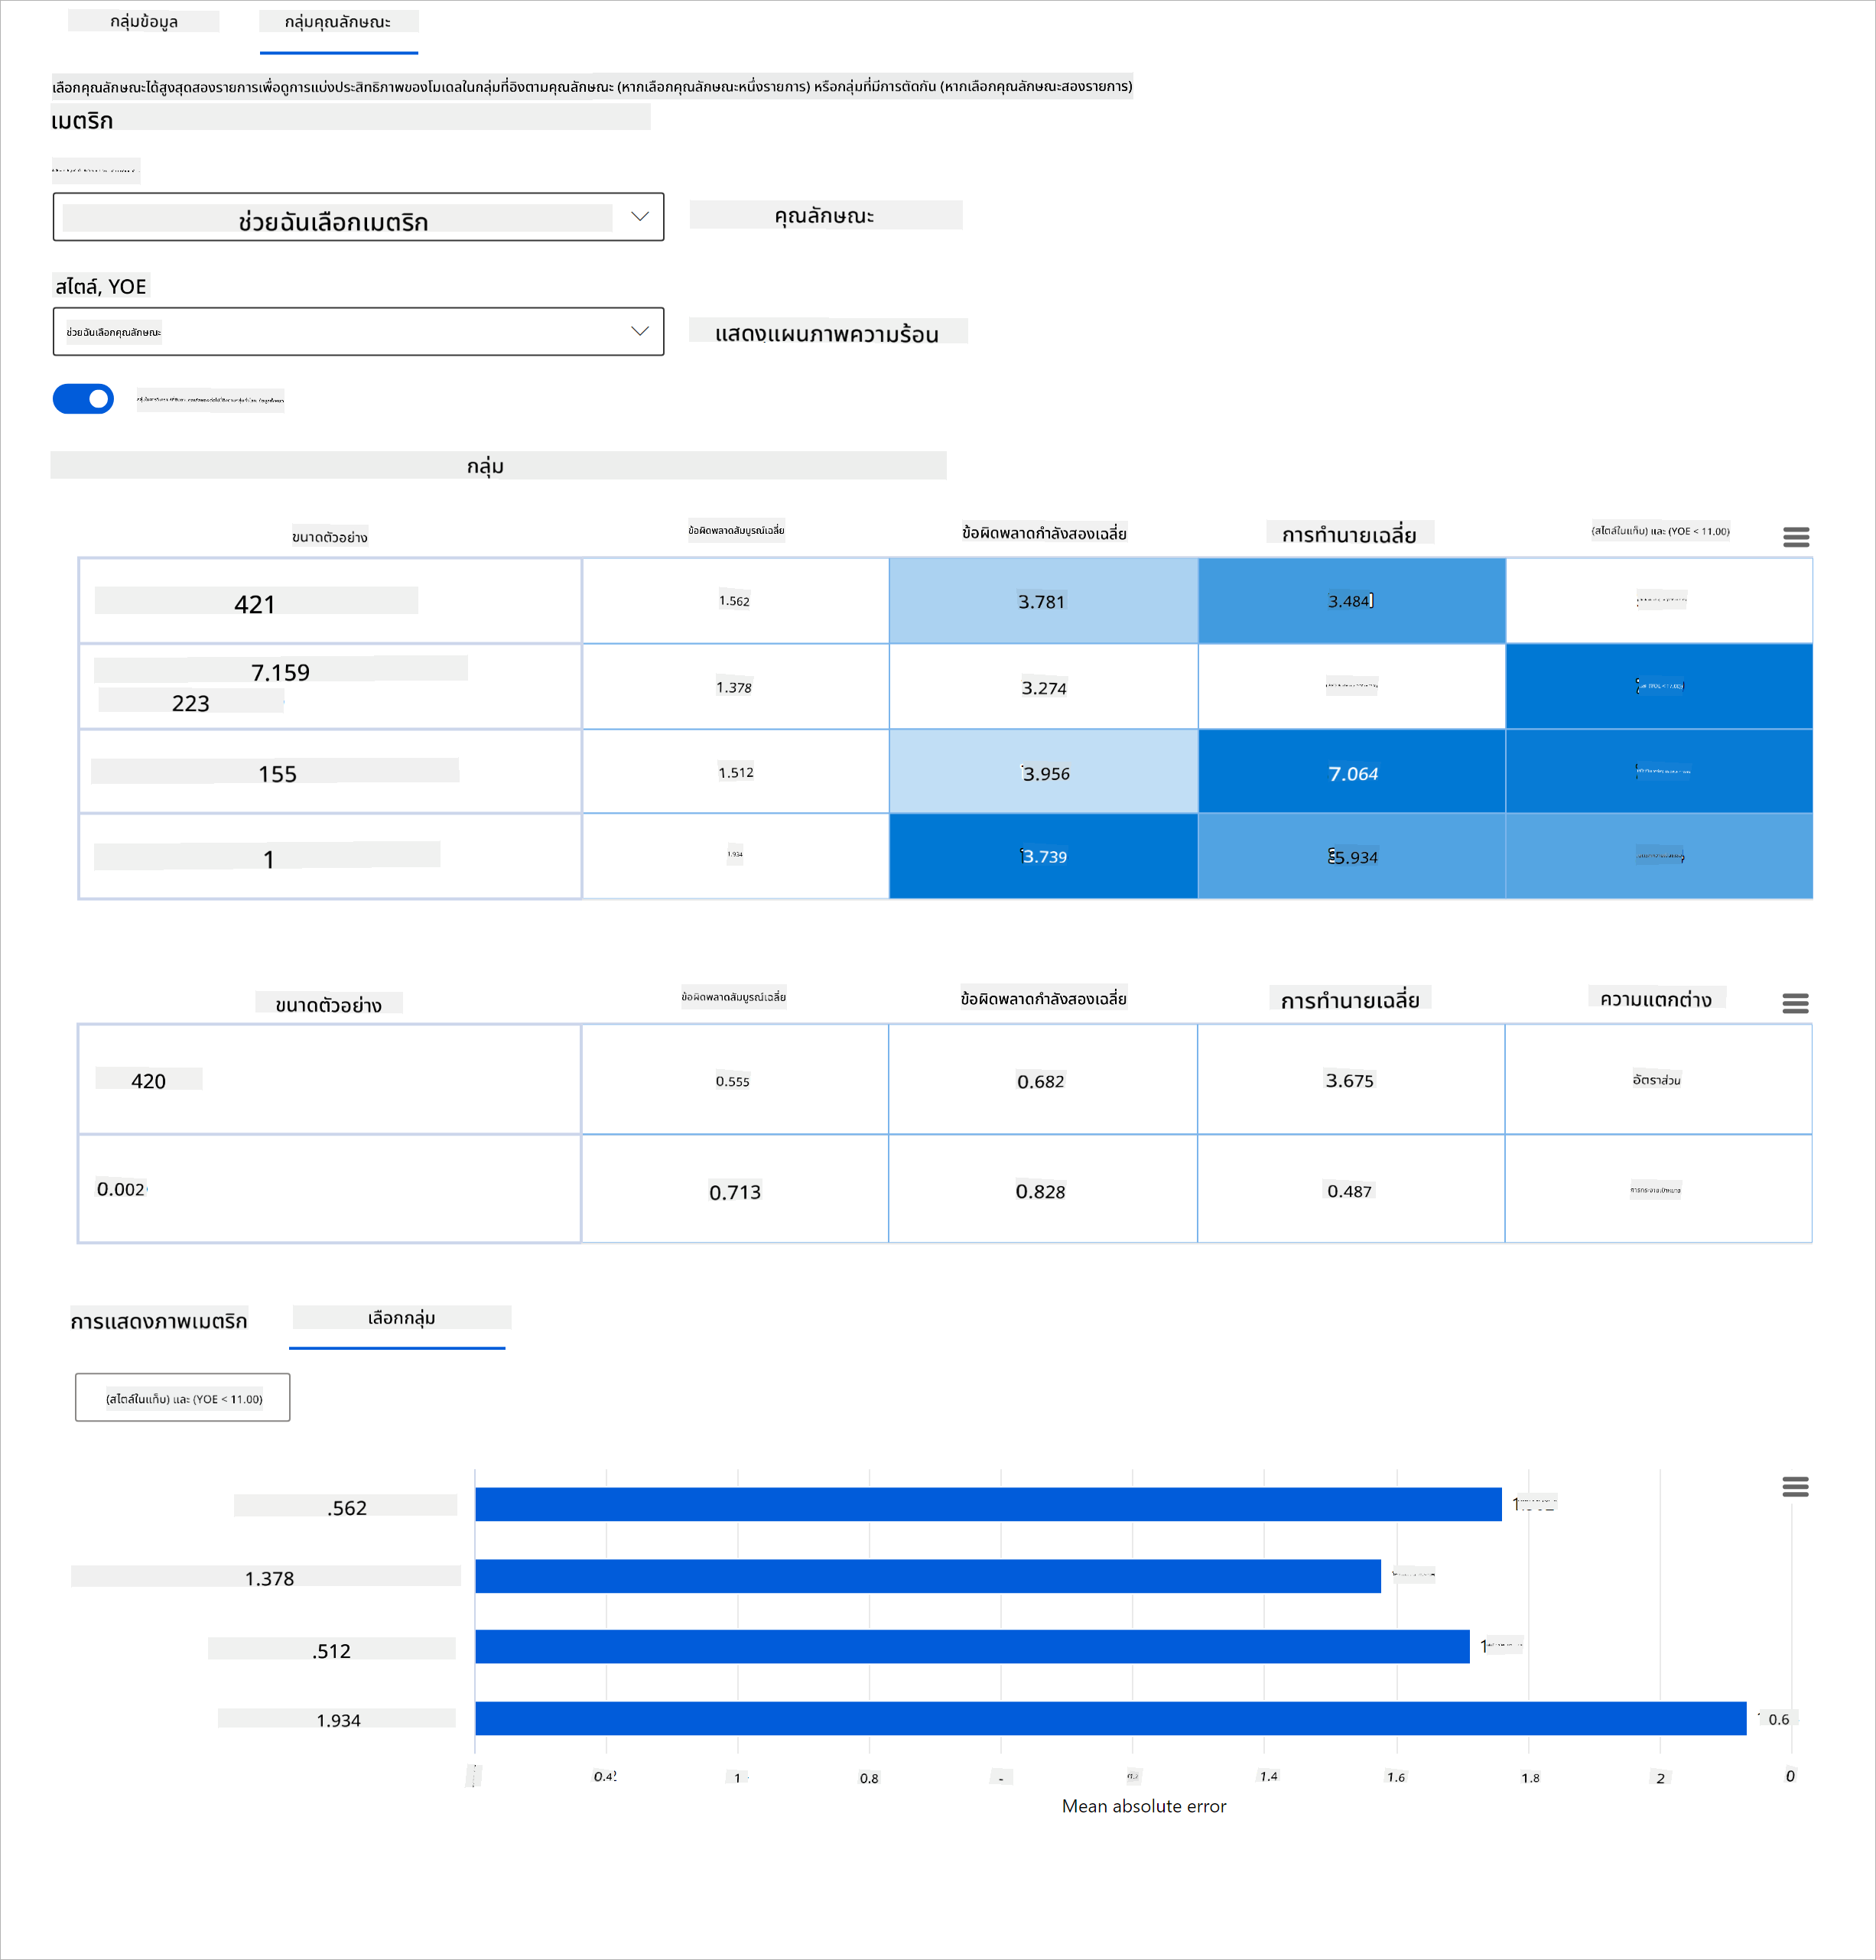 กลุ่มข้อมูล กลุ่มคุณลักษณะ
เลือกคุณลักษณะได้สูงสุดสองรายการเพื่อดูการแบ่งประสิทธิภาพของโมเดลในกลุ่มที่อิงตามคุณลักษณะ (หากเลือกคุณลักษณะหนึ่งรายการ) หรือกลุ่มที่มีการตัดกัน (หากเลือกคุณลักษณะสองรายการ)
เมตริก
ช่วยฉันเลือกเมตริก คุณลักษณะ
สไตล์, YOE
ช่วยฉันเลือกคุณลักษณะ แสดงแผนภาพความร้อน
กลุ่ม
ขนาดตัวอย่าง ข้อผิดพลาดสัมบูรณ์เฉลี่ย ข้อผิดพลาดกำลังสองเฉลี่ย การทำนายเฉลี่ย (สไตล์ในแท็บ) และ (YOE < 11.00)
421 1.562 3.781 3.484
7.159 1.378 3.274
223
155 1.512 3.956 7.064
1 1.934 3.739 5.934
ขนาดตัวอย่าง ข้อผิดพลาดสัมบูรณ์เฉลี่ย ข้อผิดพลาดกำลังสองเฉลี่ย การทำนายเฉลี่ย ความแตกต่าง
420 0.555 0.682 3.675 อัตราส่วน
0.002 0.713 0.828 0.487
การแสดงภาพเมตริก เลือกกลุ่ม
(สไตล์ในแท็บ) และ (YOE < 11.00)
.562
1.378
.512
1.934 0.6
0.4 1 0.8 - 1.4 1.6 1.8 2 0
Mean absolute error